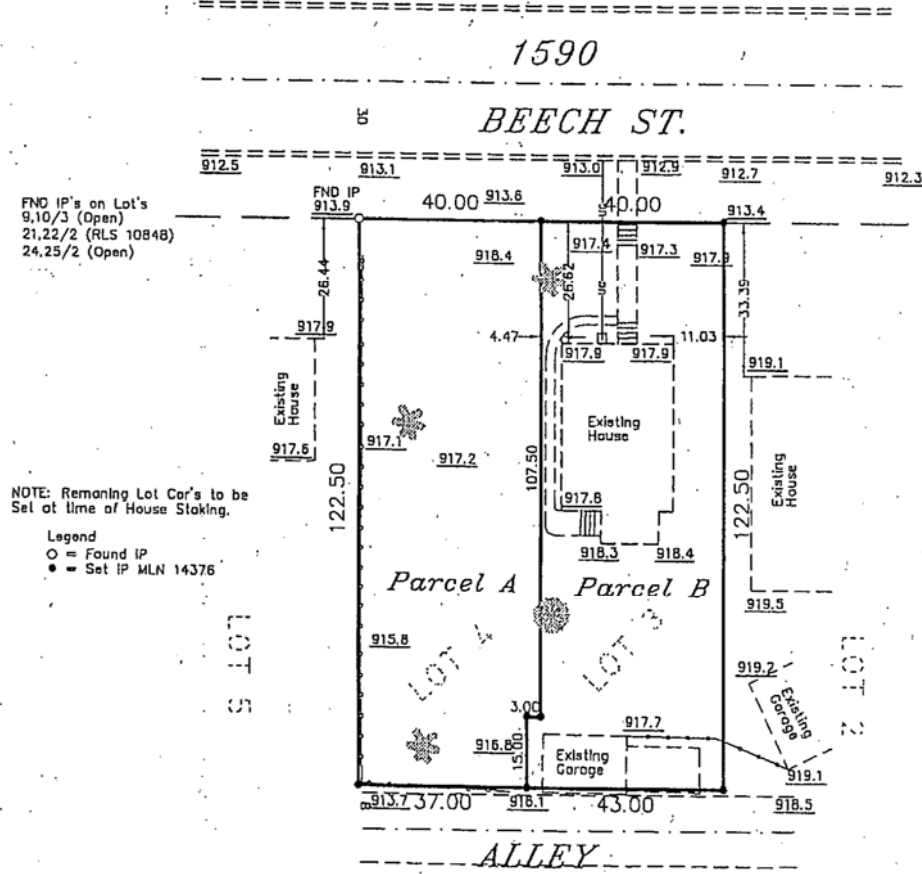 1590
BEECH ST.
30
912.5
913.1
913.0
912.9
912.7
912.3
FND IP's on Lot's
9,10/3 (Open)
21,22/2 (RLS 10848)
24,25/2 (Open)
FND IP
913.9
40.00
913.6
40.00
913.4
918.4
917.4
917.3
917.9
26.44
26.62
33.39
917.9
4.47
11.03
917.9
917.9
919.1
Existing
House
Existing
House
Existing
House
917.6
917.1
917.2
107.50
122.50
122.50
NOTE: Remaning Lot Cor's to be
Set at time of House Staking.
Legend
O = Found IP
● = Set IP MLN 14376
917.8
918.3
918.4
Parcel A
Parcel B
919.5
LOT 5
915.8
LOT 4
LOT 3
LOT 2
919.2
3.00
917.7
Existing
Garage
916.8
15.00
Existing
Garage
919.1
913.7
37.00
918.1
43.00
918.5
ALLEY